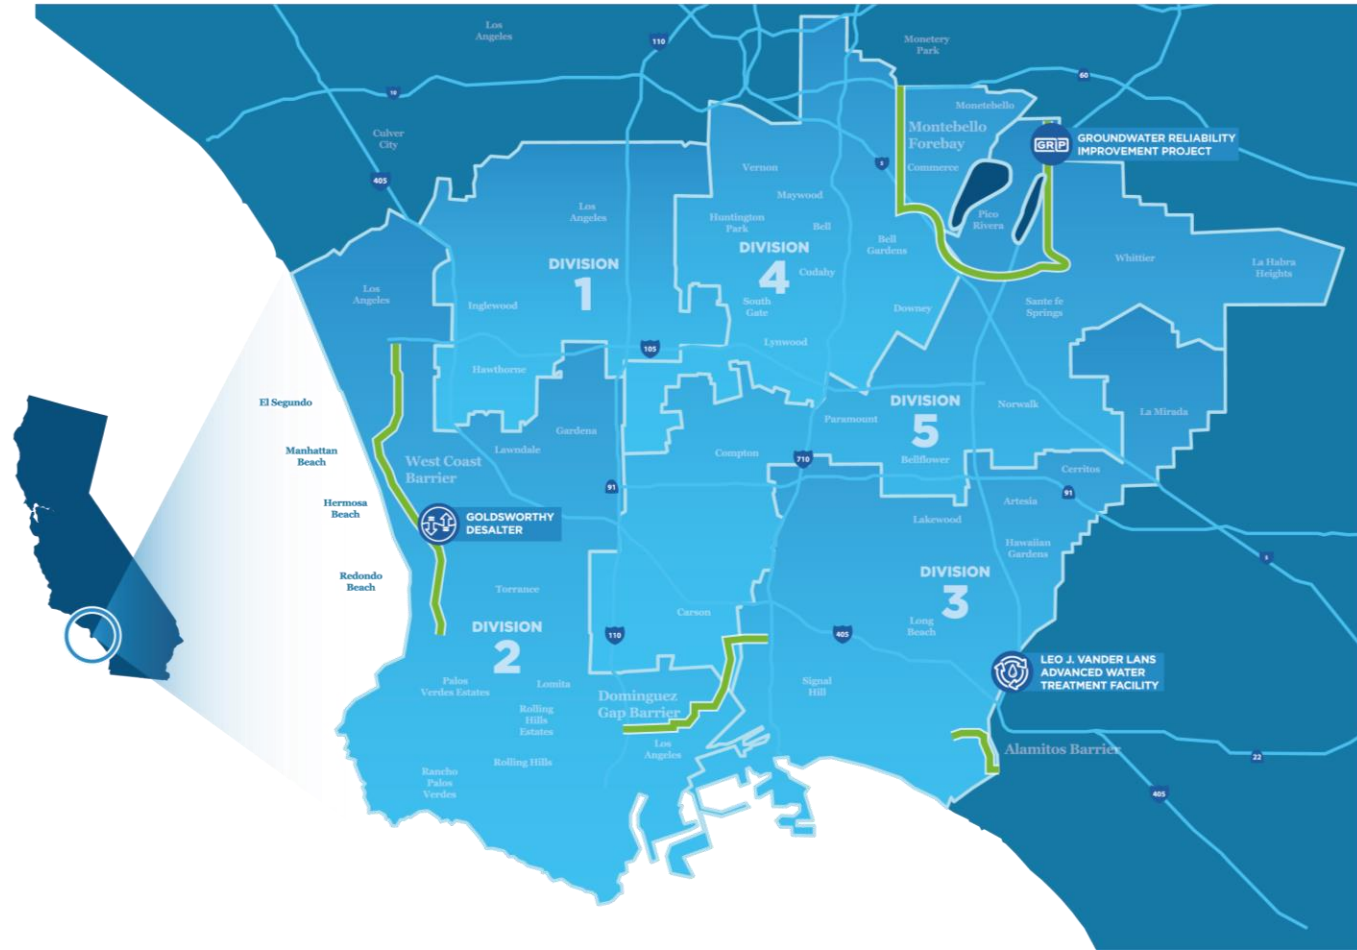 Los
Angeles
110
Monetery
Park
60
10
Monetebello
Culver
City
Montebello
Forebay
GRIP
GROUNDWATER RELIABILITY
IMPROVEMENT PROJECT
405
Vernon
5
Commerce
Maywood
Los
Angeles
Huntington
Park
Bell
Pico
Rivera
DIVISION
4
Bell
Gardens
Whittier
La Habra
Heights
DIVISION
1
Cudahy
Los
Angeles
Inglewood
South
Gate
Downey
Sante fe
Springs
105
Lynwood
Hawthorne
El Segundo
DIVISION
5
Norwalk
La Mirada
Paramount
Gardena
Lawndale
Manhattan
Beach
West Coast
Barrier
Compton
710
Bellflower
Cerritos
91
91
Artesia
Hermosa
Beach
GOLDSWORTHY
DESALTER
Lakewood
Hawaiian
Gardens
5
Redondo
Beach
Torrance
DIVISION
3
Carson
DIVISION
2
110
405
Long
Beach
LEO J. VANDER LANS
ADVANCED WATER
TREATMENT FACILITY
Palos
Verdes Estates
Lomita
Signal
Hill
Dominguez
Gap Barrier
Rolling
Hills
Estates
Los
Angeles
Alamitos Barrier
22
Rolling Hills
Rancho
Palos
Verdes
405